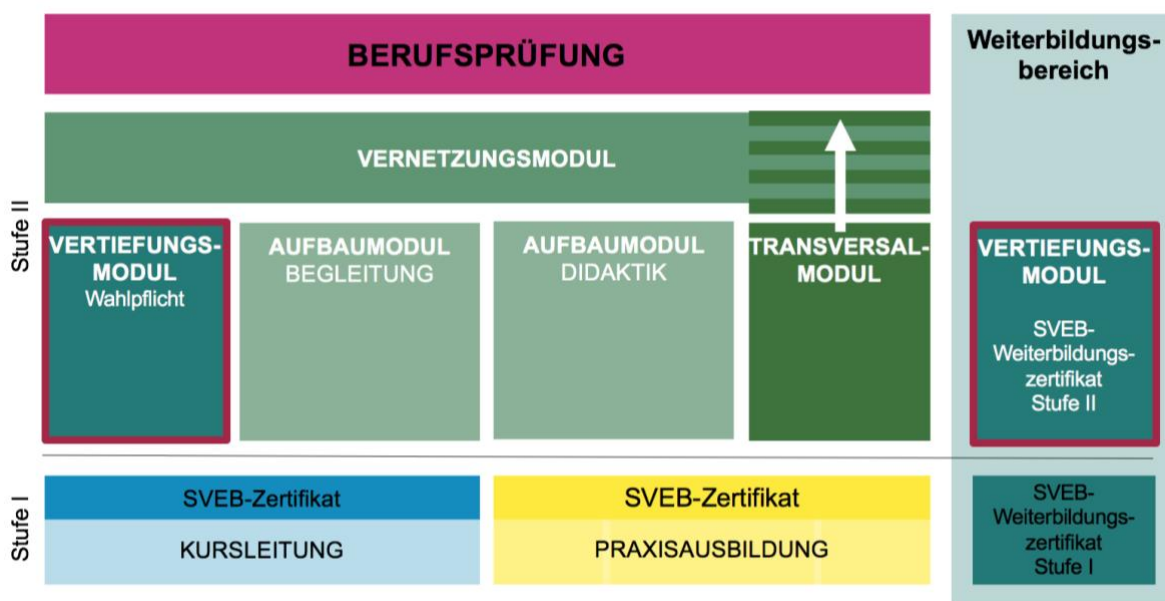 BERUFSPRÜFUNG
Weiterbildungs-
bereich
VERNETZUNGSMODUL
Stufe II
VERTIEFUNGS-
MODUL
Wahlpflicht
AUFBAUMODUL
BEGLEITUNG
AUFBAUMODUL
DIDAKTIK
TRANSVERSAL-
MODUL
VERTIEFUNGS-
MODUL
SVEB-
Weiterbildungs-
zertifikat
Stufe II
Stufe I
SVEB-Zertifikat
KURSLEITUNG
SVEB-Zertifikat
PRAXISAUSBILDUNG
SVEB-
Weiterbildungs-
zertifikat
Stufe I